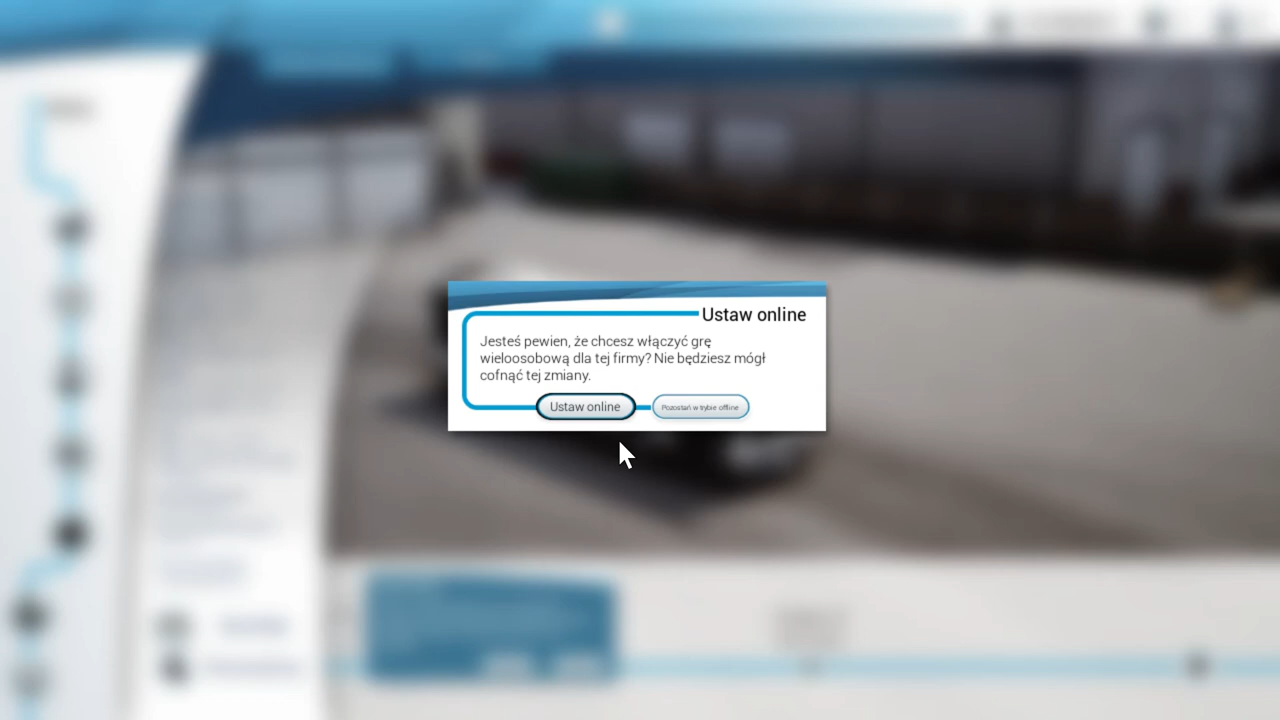 Ustaw online
Jesteś pewien, że chcesz włączyć grę
wieloosobową dla tej firmy? Nie będziesz mógł
cofnąć tej zmiany.
Ustaw online
Pozostań w trybie offline